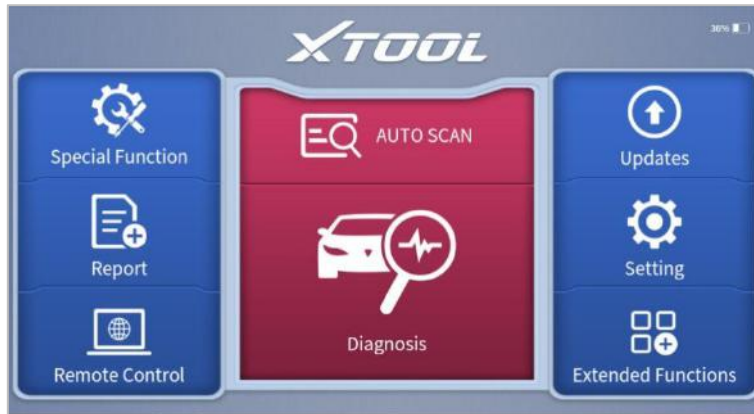 36%
XTOOL
Special Function
Report
Remote Control
AUTO SCAN
Diagnosis
Updates
Setting
Extended Functions